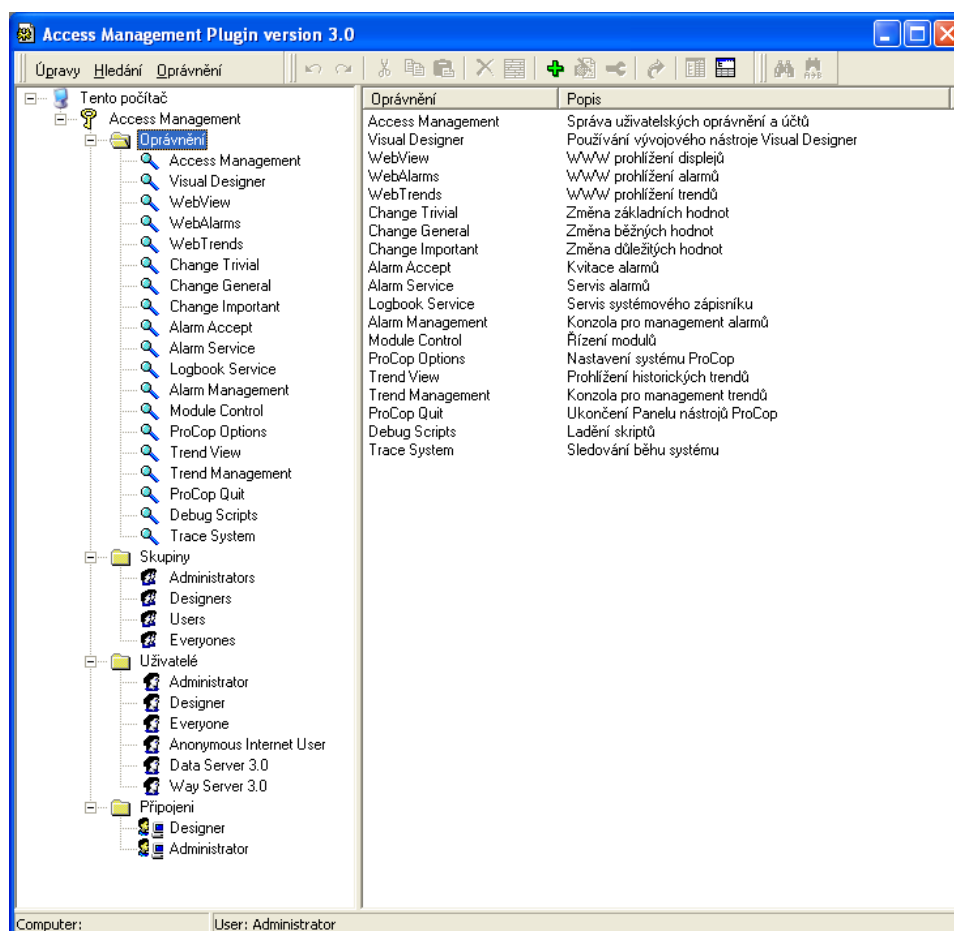 Access Management Plugin version 3.0
Úpravy Hledání Oprávnění
Tento počítač
Access Management
Oprávnění
Access Management
Visual Designer
WebView
WebAlarms
WebTrends
Change Trivial
Change General
Change Important
Alarm Accept
Alarm Service
Logbook Service
Alarm Management
Module Control
ProCop Options
Trend View
Trend Management
ProCop Quit
Debug Scripts
Trace System
Skupiny
Administrators
Designers
Users
Everyones
Uživatelé
Administrator
Designer
Everyone
Anonymous Internet User
Data Server 3.0
Way Server 3.0
Připojeni
Designer
Administrator
Oprávnění Popis
Access Management Správa uživatelských oprávnění a účtů
Visual Designer Používání vývojového nástroje Visual Designer
WebView WWW prohlížení displejů
WebAlarms WWW prohlížení alarmů
WebTrends WWW prohlížení trendů
Change Trivial Změna základních hodnot
Change General Změna běžných hodnot
Change Important Změna důležitých hodnot
Alarm Accept Kvitace alarmů
Alarm Service Servis alarmů
Logbook Service Servis systémového zápisníku
Alarm Management Konzola pro management alarmů
Module Control Řízení modulů
ProCop Options Nastavení systému ProCop
Trend View Prohlížení historických trendů
Trend Management Konzola pro management trendů
ProCop Quit Ukončení Panelu nástrojů ProCop
Debug Scripts Ladění skriptů
Trace System Sledování běhu systému
Computer: User: Administrator